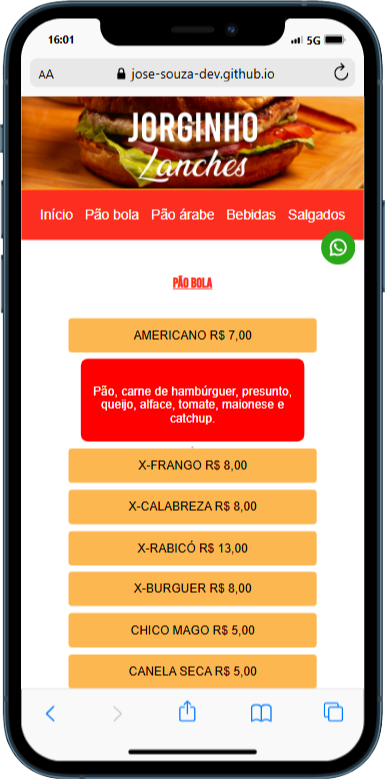 16:01 5G
AA jose-souza-dev.github.io
JORGINHO
Lanches
Início Pão bola Pão árabe Bebidas Salgados
PÃO BOLA
AMERICANO R$ 7,00
Pão, carne de hambúrguer, presunto,
queijo, alface, tomate, maionese e
catchup.
X-FRANGO R$ 8,00
X-CALABREZA R$ 8,00
X-RABICÓ R$ 13,00
X-BURGUER R$ 8,00
CHICO MAGO R$ 5,00
CANELA SECA R$ 5,00